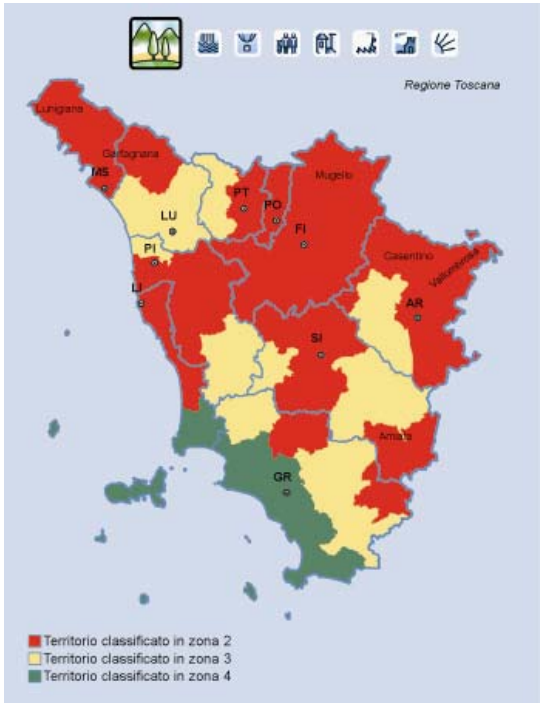 Regione Toscana
Lunigiana
Garfagnana
MS
Mugello
PT
PO
LU
FI
PI
Casentino
Vallombrosa
LI
AR
SI
Amiata
GR
Territorio classificato in zona 2
Territorio classificato in zona 3
Territorio classificato in zona 4